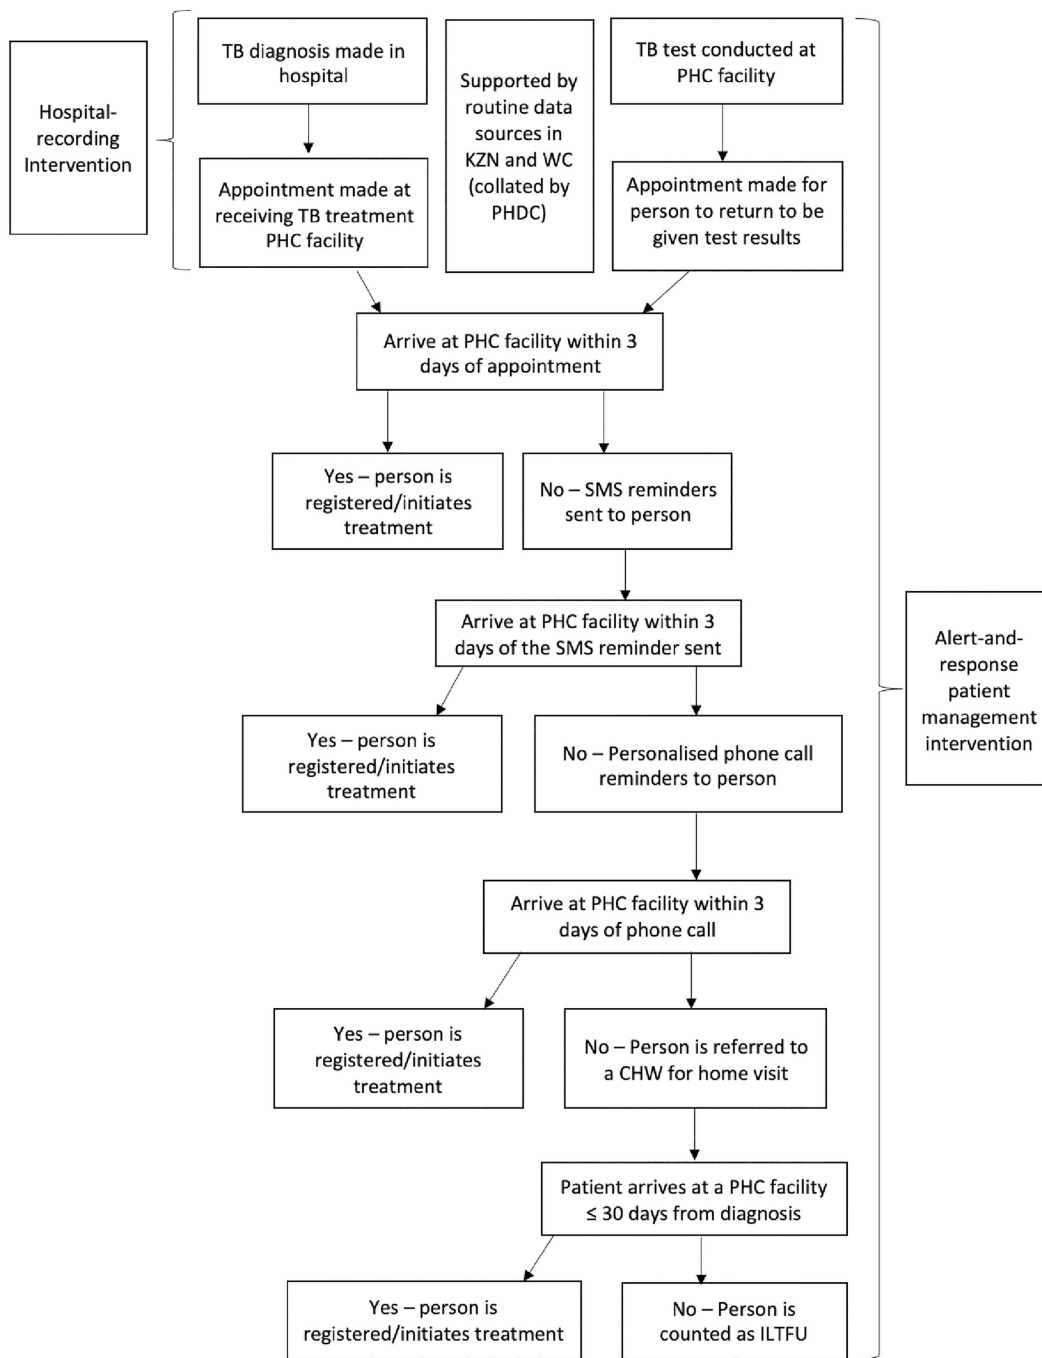 Hospital-
recording
Intervention
TB diagnosis made in
hospital
Appointment made at
receiving TB treatment
PHC facility
Supported by
routine data
sources in
KZN and WC
(collated by
PHDC)
TB test conducted at
PHC facility
Appointment made for
person to return to be
given test results
Arrive at PHC facility within 3
days of appointment
Yes – person is
registered/initiates
treatment
No – SMS reminders
sent to person
Arrive at PHC facility within 3
days of the SMS reminder sent
Yes – person is
registered/initiates
treatment
No – Personalised phone call
reminders to person
Alert-and-
response
patient
management
intervention
Arrive at PHC facility within 3
days of phone call
Yes – person is
registered/initiates
treatment
No – Person is referred to
a CHW for home visit
Patient arrives at a PHC facility
≤ 30 days from diagnosis
Yes – person is
registered/initiates treatment
No – Person is
counted as ILTFU